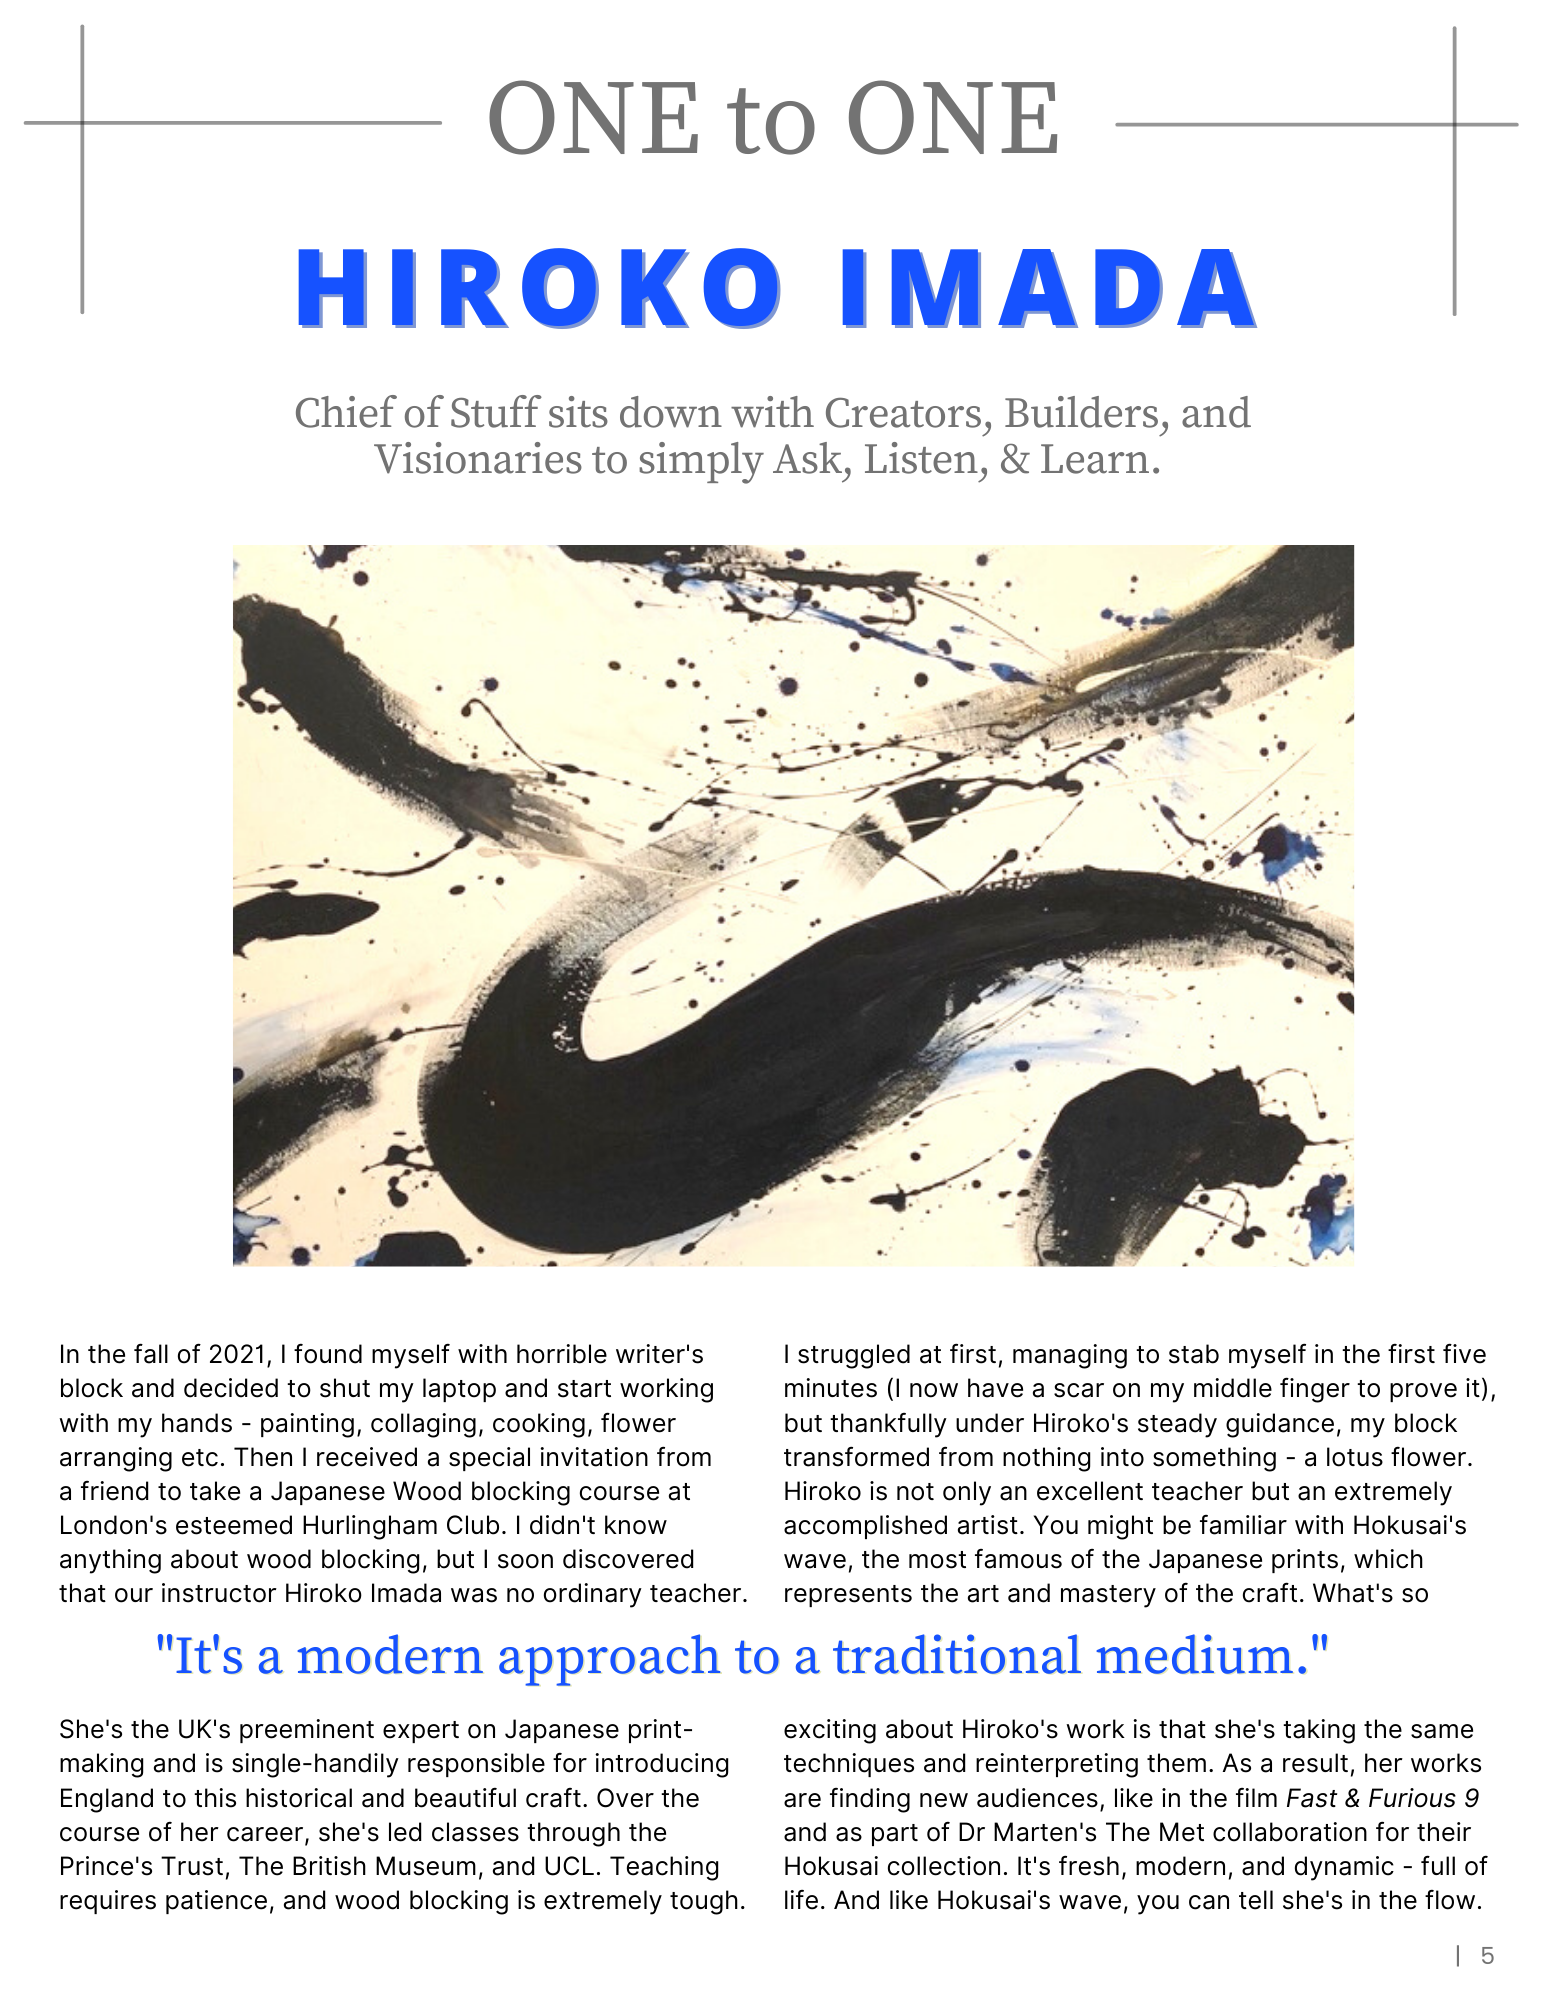 ONE to ONE
HIROKO IMADA
Chief of Stuff sits down with Creators, Builders, and
Visionaries to simply Ask, Listen, & Learn.
In the fall of 2021, I found myself with horrible writer's
block and decided to shut my laptop and start working
with my hands - painting, collaging, cooking, flower
arranging etc. Then I received a special invitation from
a friend to take a Japanese Wood blocking course at
London's esteemed Hurlingham Club. I didn't know
anything about wood blocking, but I soon discovered
that our instructor Hiroko Imada was no ordinary teacher.
She's the UK's preeminent expert on Japanese print-
making and is single-handily responsible for introducing
England to this historical and beautiful craft. Over the
course of her career, she's led classes through the
Prince's Trust, The British Museum, and UCL. Teaching
requires patience, and wood blocking is extremely tough.
I struggled at first, managing to stab myself in the first five
minutes (I now have a scar on my middle finger to prove it),
but thankfully under Hiroko's steady guidance, my block
transformed from nothing into something - a lotus flower.
Hiroko is not only an excellent teacher but an extremely
accomplished artist. You might be familiar with Hokusai's
wave, the most famous of the Japanese prints, which
represents the art and mastery of the craft. What's so
exciting about Hiroko's work is that she's taking the same
techniques and reinterpreting them. As a result, her works
are finding new audiences, like in the film Fast & Furious 9
and as part of Dr Marten's The Met collaboration for their
Hokusai collection. It's fresh, modern, and dynamic - full of
life. And like Hokusai's wave, you can tell she's in the flow.
"It's a modern approach to a traditional medium."
| 5